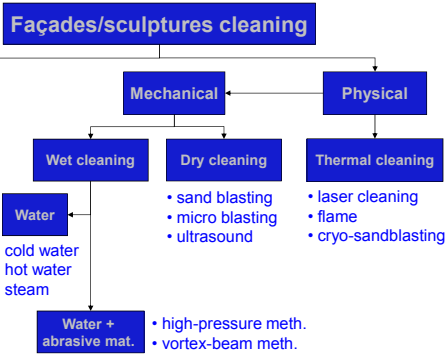 Façades/sculptures cleaning
Mechanical
Physical
Wet cleaning
Dry cleaning
Thermal cleaning
• sand blasting
• micro blasting
• ultrasound
• laser cleaning
• flame
• cryo-sandblasting
Water
cold water
hot water
steam
Water +
abrasive mat.
• high-pressure meth.
• vortex-beam meth.